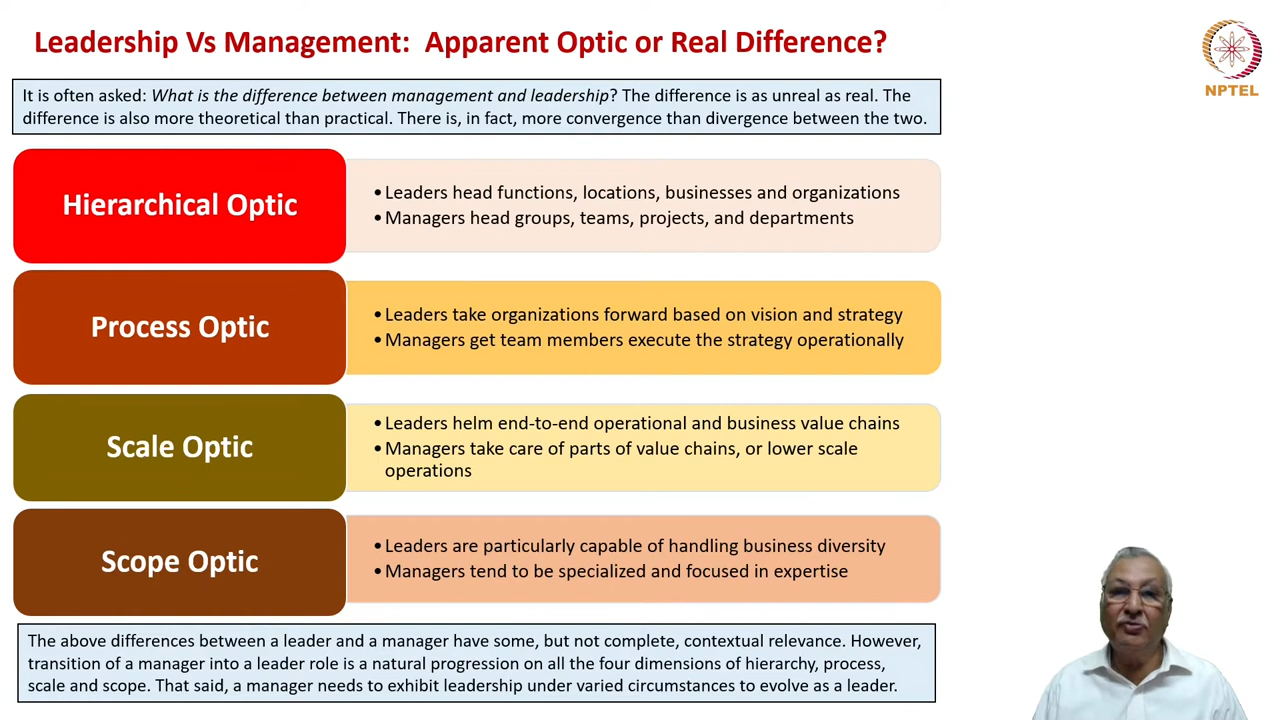 Leadership Vs Management: Apparent Optic or Real Difference?
NPTEL
It is often asked: What is the difference between management and leadership? The difference is as unreal as real. The
difference is also more theoretical than practical. There is, in fact, more convergence than divergence between the two.
Hierarchical Optic
•Leaders head functions, locations, businesses and organizations
•Managers head groups, teams, projects, and departments
Process Optic
•Leaders take organizations forward based on vision and strategy
•Managers get team members execute the strategy operationally
Scale Optic
•Leaders helm end-to-end operational and business value chains
•Managers take care of parts of value chains, or lower scale
operations
Scope Optic
•Leaders are particularly capable of handling business diversity
•Managers tend to be specialized and focused in expertise
The above differences between a leader and a manager have some, but not complete, contextual relevance. However,
transition of a manager into a leader role is a natural progression on all the four dimensions of hierarchy, process,
scale and scope. That said, a manager needs to exhibit leadership under varied circumstances to evolve as a leader.